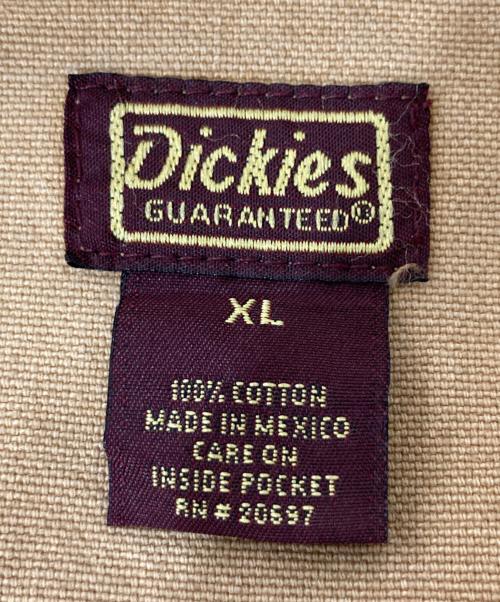 Dickies
GUARANTEED®
XL
100% COTTON
MADE IN MEXICO
CARE ON
INSIDE POCKET
RN # 20697